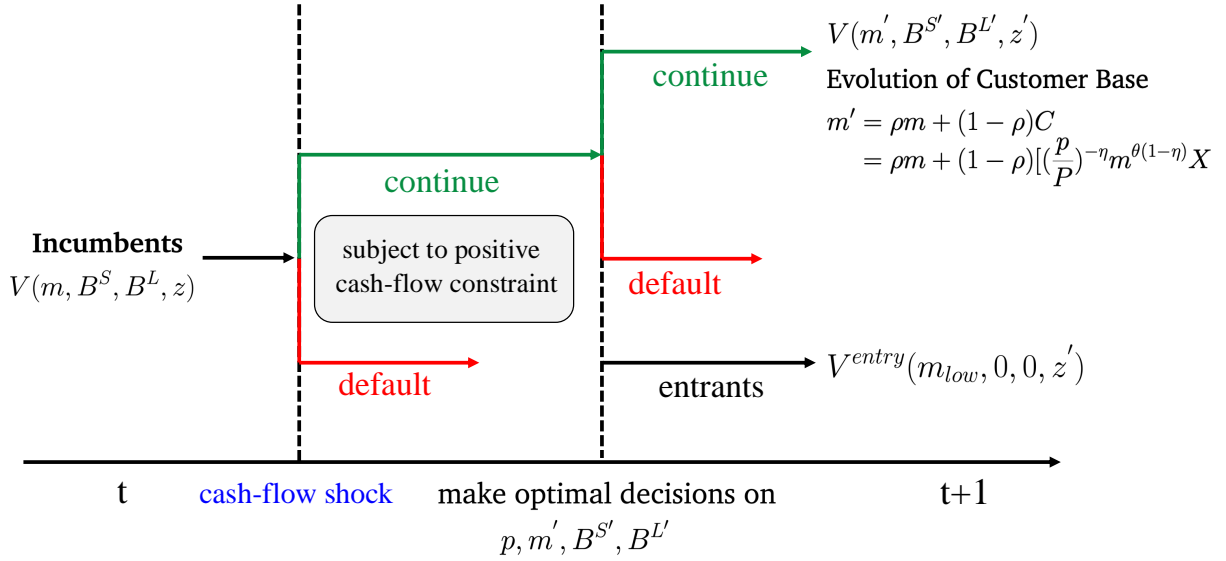 V(m′, B^{S′}, B^{L′}, z′)
continue
Evolution of Customer Base
m′ = ρm + (1 − ρ)C
= ρm + (1 − ρ)[(p/P)^{−η} m^{θ(1−η)} X
continue
Incumbents
V(m, B^S, B^L, z)
subject to positive
cash-flow constraint
default
default
entrants
V^{entry}(m_{low}, 0, 0, z′)
t
cash-flow shock
make optimal decisions on
p, m′, B^{S′}, B^{L′}
t+1